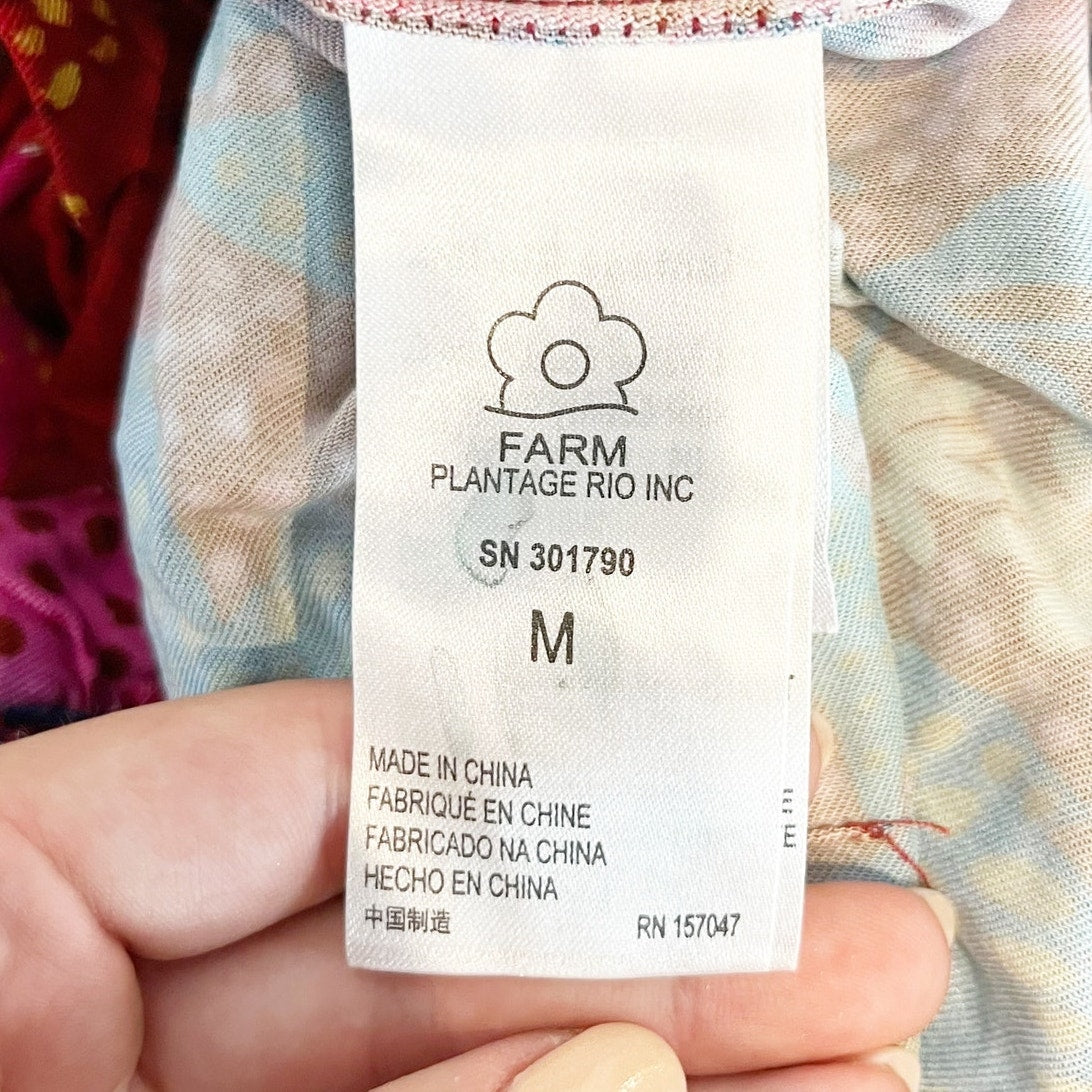 FARM
PLANTAGE RIO INC
SN 301790
M
MADE IN CHINA
FABRIQUÉ EN CHINE
FABRICADO NA CHINA
HECHO EN CHINA
中国制造
RN 157047